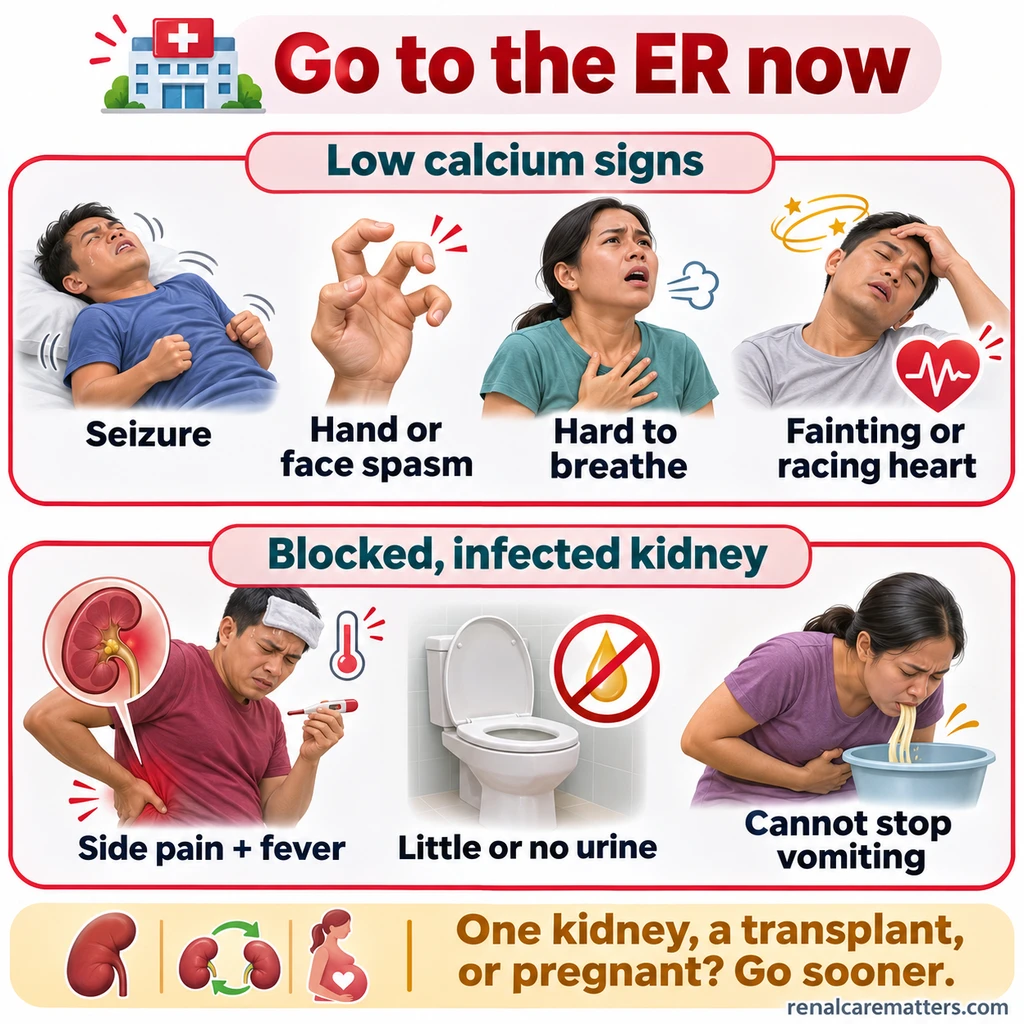 Go to the ER now
Low calcium signs
Seizure
Hand or
face spasm
Hard to
breathe
Fainting or
racing heart
Blocked, infected kidney
Side pain + fever
Little or no urine
Cannot stop
vomiting
One kidney, a transplant,
or pregnant? Go sooner.
renalcarematters.com